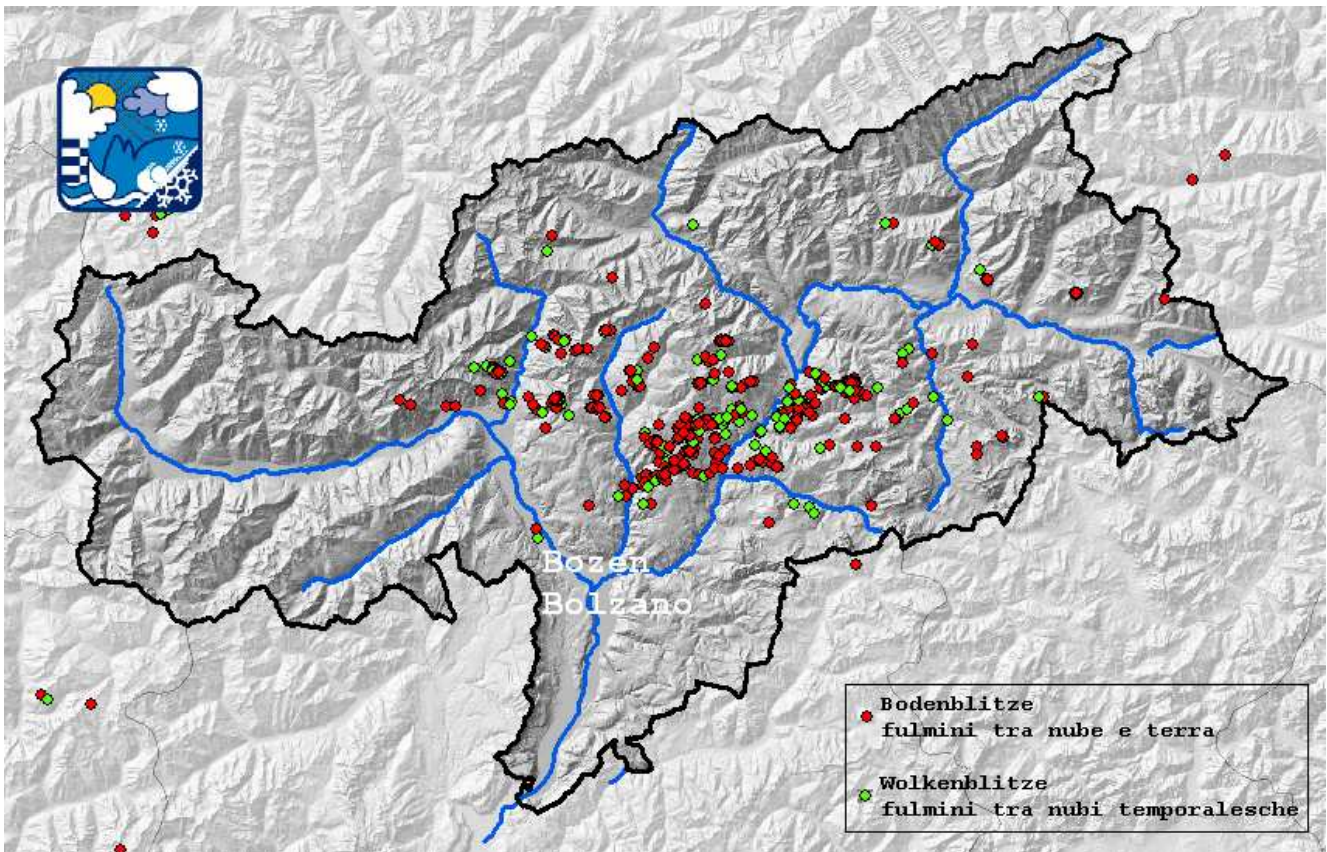 Bozen
Bolzano
Bodenblitze
fulmini tra nube e terra
Wolkenblitze
fulmini tra nubi temporalesche